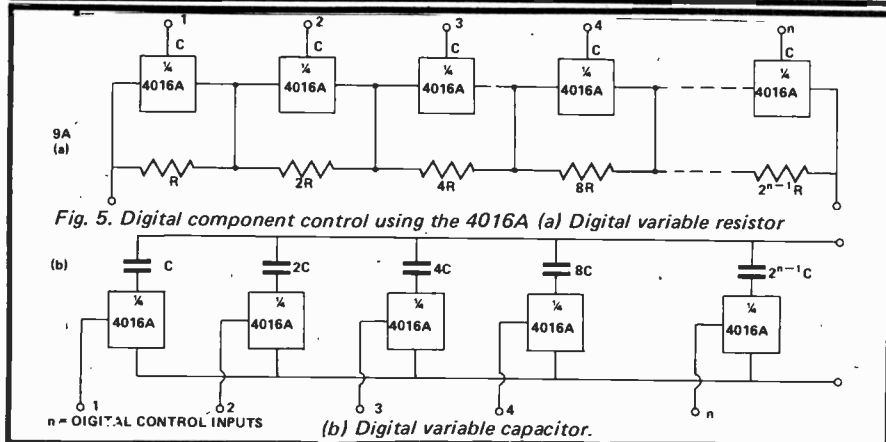 1 2 3 4 n
C C C C C
¼ ¼ ¼ ¼ ¼
4016A 4016A 4016A 4016A 4016A
9A
(a)
R 2R 4R 8R 2ⁿ⁻¹R
Fig. 5. Digital component control using the 4016A (a) Digital variable resistor
(b)
C 2C 4C 8C 2ⁿ⁻¹C
¼ ¼ ¼ ¼ ¼
4016A 4016A 4016A 4016A 4016A
1 2 3 4 n
n = DIGITAL CONTROL INPUTS
(b) Digital variable capacitor.